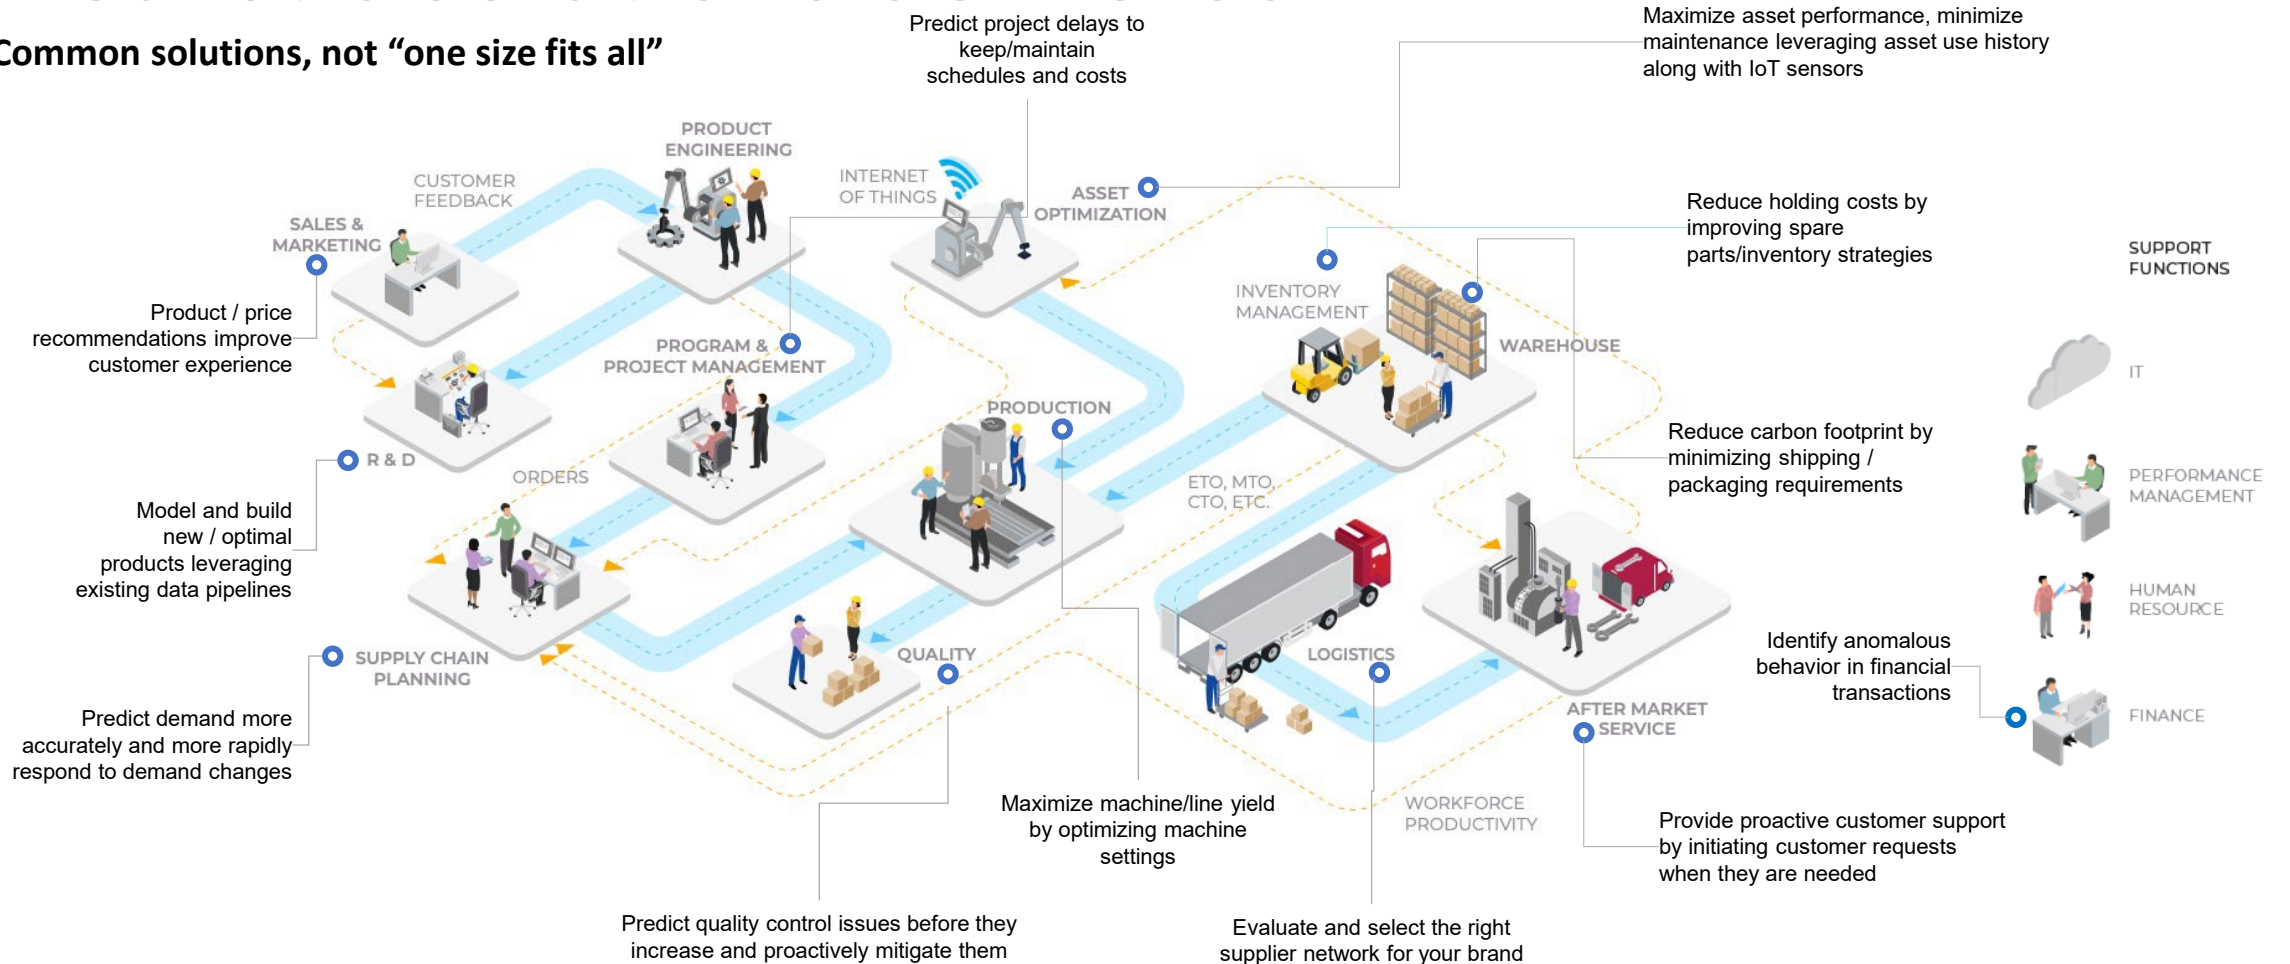 Common solutions, not “one size fits all”
Predict project delays to
keep/maintain
schedules and costs
Maximize asset performance, minimize
maintenance leveraging asset use history
along with IoT sensors
PRODUCT
ENGINEERING
CUSTOMER
FEEDBACK
INTERNET
OF THINGS
ASSET
OPTIMIZATION
SALES &
MARKETING
Reduce holding costs by
improving spare
parts/inventory strategies
SUPPORT
FUNCTIONS
Product / price
recommendations improve
customer experience
INVENTORY
MANAGEMENT
PROGRAM &
PROJECT MANAGEMENT
WAREHOUSE
IT
PRODUCTION
R & D
ORDERS
Reduce carbon footprint by
minimizing shipping /
packaging requirements
ETO, MTO,
CTO, ETC.
PERFORMANCE
MANAGEMENT
Model and build
new / optimal
products leveraging
existing data pipelines
HUMAN
RESOURCE
SUPPLY CHAIN
PLANNING
QUALITY
LOGISTICS
Identify anomalous
behavior in financial
transactions
AFTER MARKET
SERVICE
FINANCE
Predict demand more
accurately and more rapidly
respond to demand changes
Maximize machine/line yield
by optimizing machine
settings
WORKFORCE
PRODUCTIVITY
Provide proactive customer support
by initiating customer requests
when they are needed
Predict quality control issues before they
increase and proactively mitigate them
Evaluate and select the right
supplier network for your brand